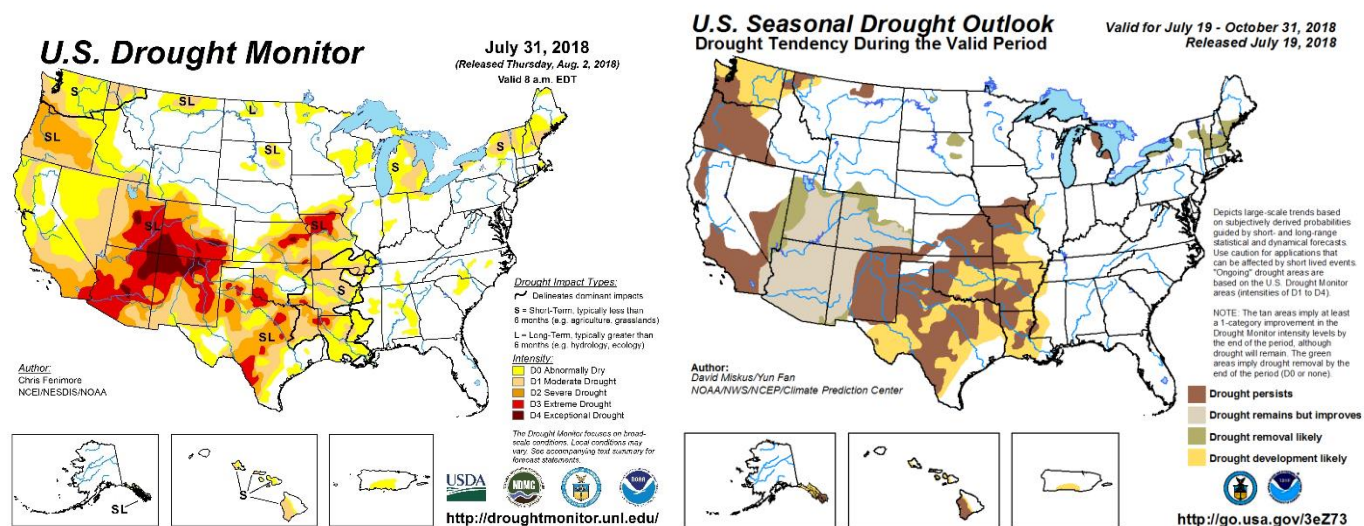 U.S. Drought Monitor
July 31, 2018
(Released Thursday, Aug. 2, 2018)
Valid 8 a.m. EDT
S
SL
SL
L
SL
S
S
SL
SL
S
SL
Drought Impact Types:
Delineates dominant impacts
S = Short-Term, typically less than
6 months (e.g. agriculture, grasslands)
L = Long-Term, typically greater than
6 months (e.g. hydrology, ecology)
Intensity:
D0 Abnormally Dry
D1 Moderate Drought
D2 Severe Drought
D3 Extreme Drought
D4 Exceptional Drought
Author:
Chris Fenimore
NCEI/NESDIS/NOAA
The Drought Monitor focuses on broad-
scale conditions. Local conditions may
vary. See accompanying text summary for
forecast statements.
SL
S
USDA
NDMC
http://droughtmonitor.unl.edu/
U.S. Seasonal Drought Outlook
Drought Tendency During the Valid Period
Valid for July 19 - October 31, 2018
Released July 19, 2018
Depicts large-scale trends based
on subjectively derived probabilities
guided by short- and long-range
statistical and dynamical forecasts.
Use caution for applications that
can be affected by short lived events.
"Ongoing" drought areas are
based on the U.S. Drought Monitor
areas (intensities of D1 to D4).
NOTE: The tan areas imply at least
a 1-category improvement in the
Drought Monitor intensity levels by
the end of the period, although
drought will remain. The green
areas imply drought removal by the
end of the period (D0 or none).
Author:
David Miskus/Yun Fan
NOAA/NWS/NCEP/Climate Prediction Center
Drought persists
Drought remains but improves
Drought removal likely
Drought development likely
http://go.usa.gov/3eZ73